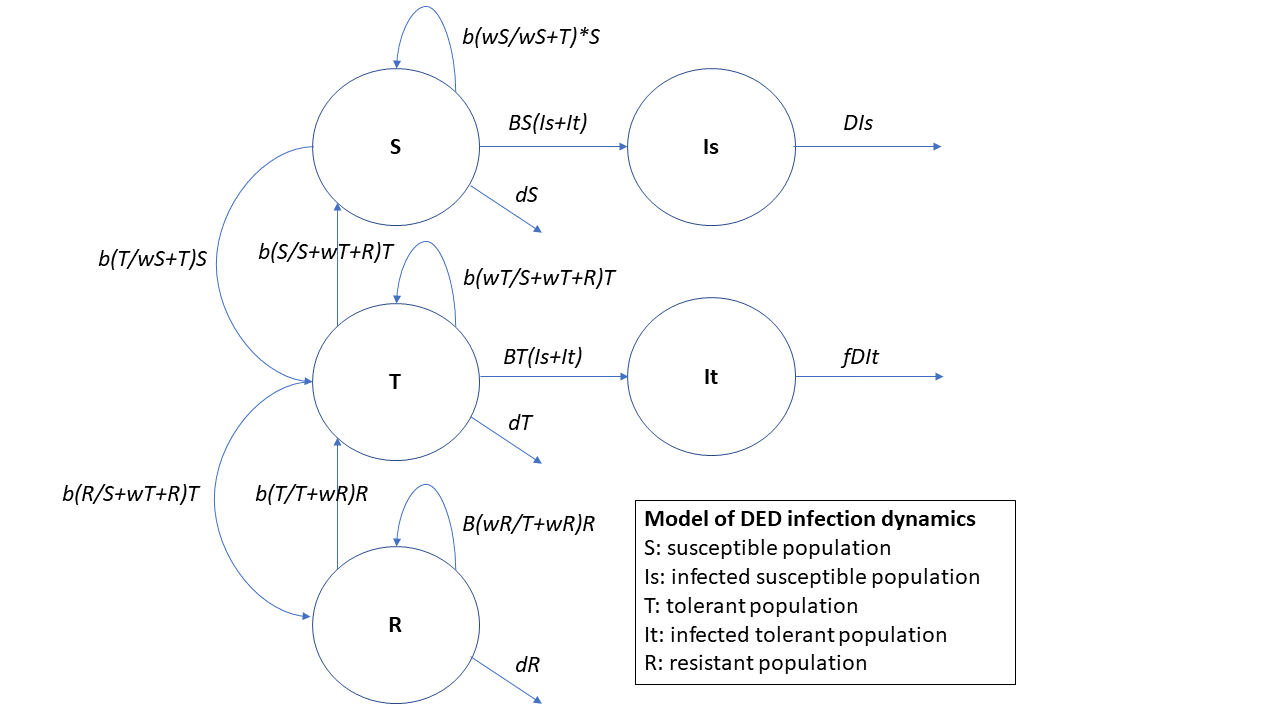 b(wS/wS+T)*S
S
BS(Is+It)
Is
DIs
dS
b(T/wS+T)S
b(S/S+wT+R)T
b(wT/S+wT+R)T
T
BT(Is+It)
It
fDIt
dT
b(R/S+wT+R)T
b(T/T+wR)R
B(wR/T+wR)R
R
dR
Model of DED infection dynamics
S: susceptible population
Is: infected susceptible population
T: tolerant population
It: infected tolerant population
R: resistant population